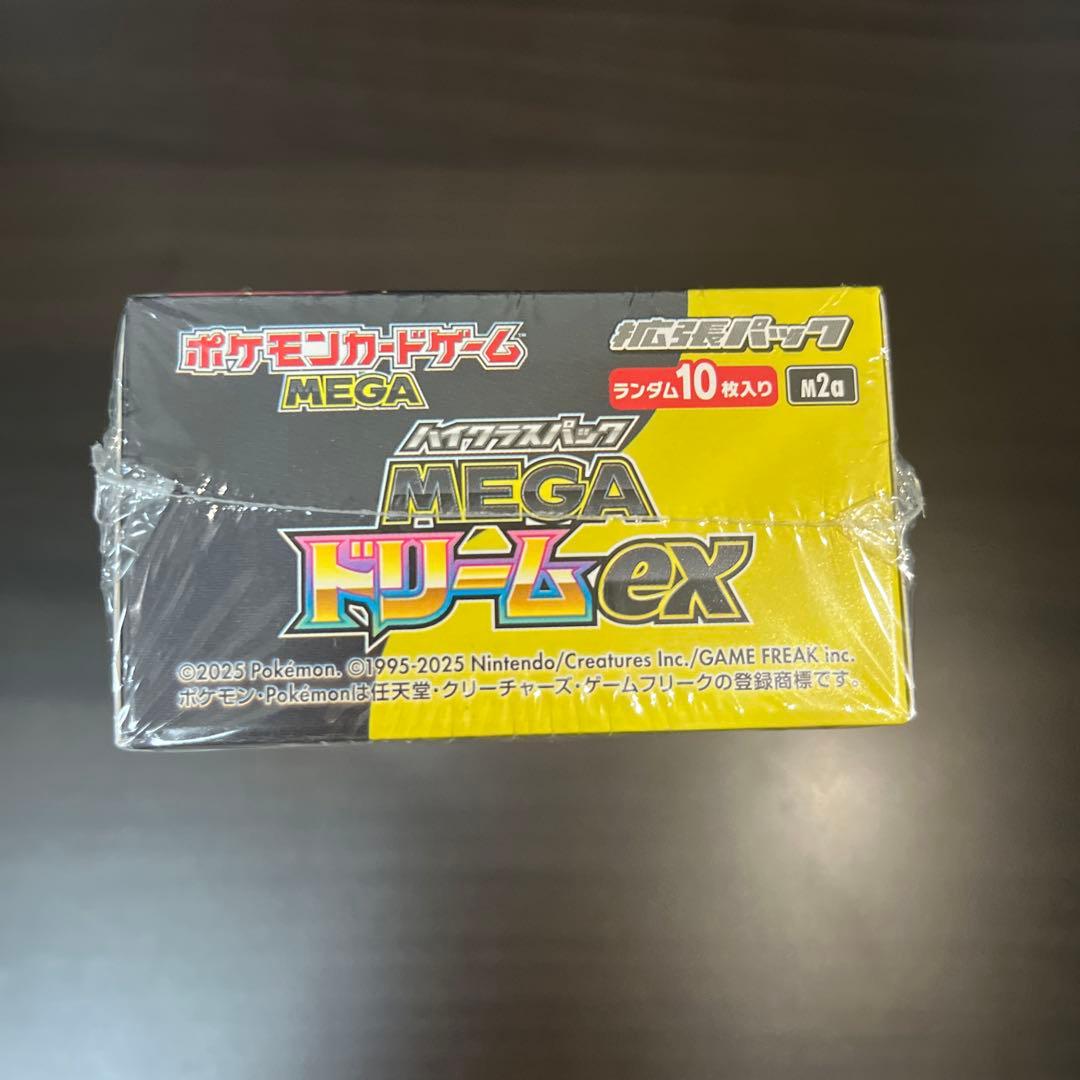 ポケモンカードゲーム
MEGA
拡張パック
ランダム10枚入り M2a
ハイクラスパック
MEGA
ドリームex
©2025 Pokémon. ©1995-2025 Nintendo/Creatures Inc./GAME FREAK inc.
ポケモン・Pokémonは任天堂・クリーチャーズ・ゲームフリークの登録商標です。